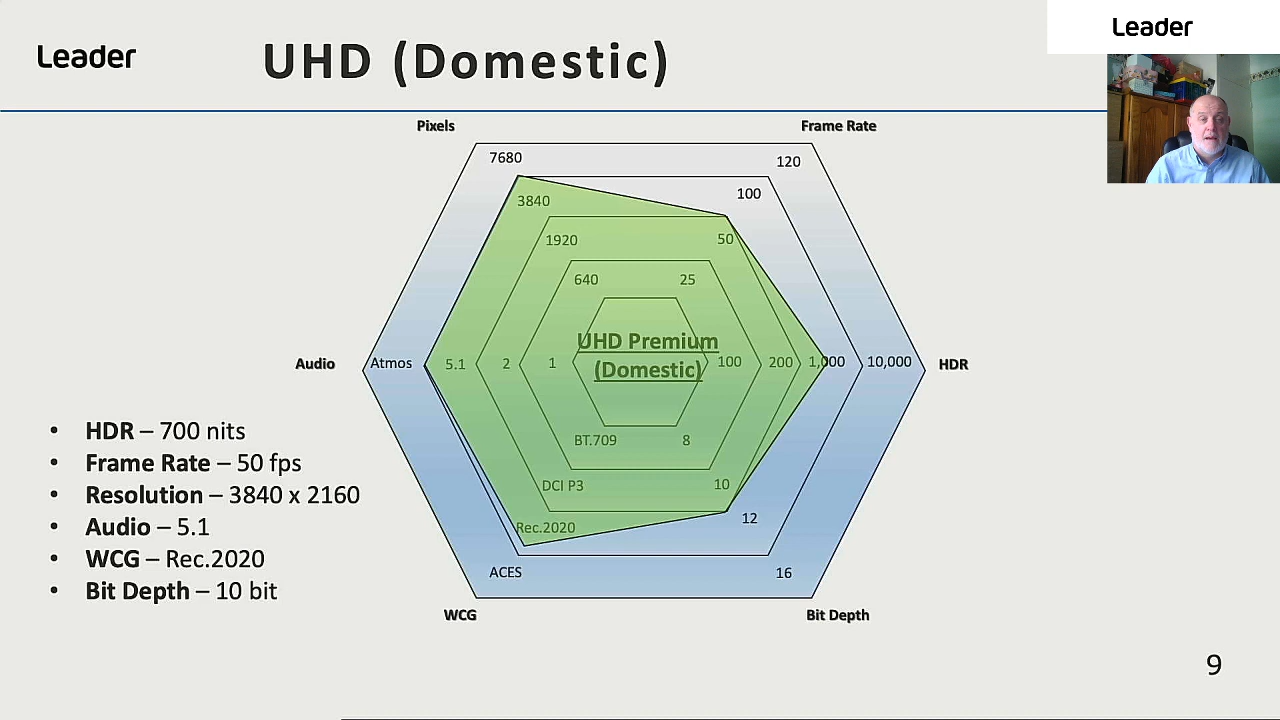 Leader
UHD (Domestic)
Leader
Pixels
Frame Rate
7680
120
3840
100
1920
50
640
25
UHD Premium
(Domestic)
Audio
Atmos
5.1
2
1
100
200
1,000
10,000
HDR
BT.709
8
DCI P3
10
Rec.2020
12
ACES
16
WCG
Bit Depth
• HDR – 700 nits
• Frame Rate – 50 fps
• Resolution – 3840 x 2160
• Audio – 5.1
• WCG – Rec.2020
• Bit Depth – 10 bit
9